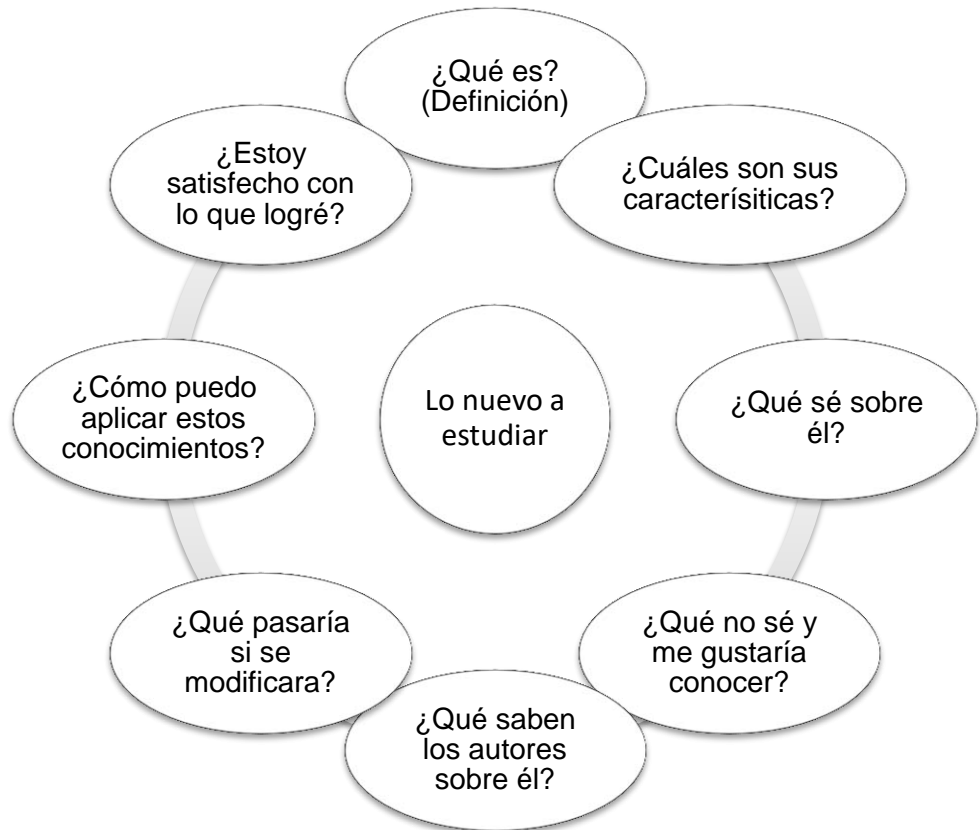 ¿Qué es?
(Definición)
¿Cuáles son sus
caracterísiticas?
¿Qué sé sobre
él?
¿Qué no sé y
me gustaría
conocer?
¿Qué saben
los autores
sobre él?
¿Qué pasaría
si se
modificara?
¿Cómo puedo
aplicar estos
conocimientos?
¿Estoy
satisfecho con
lo que logré?
Lo nuevo a
estudiar